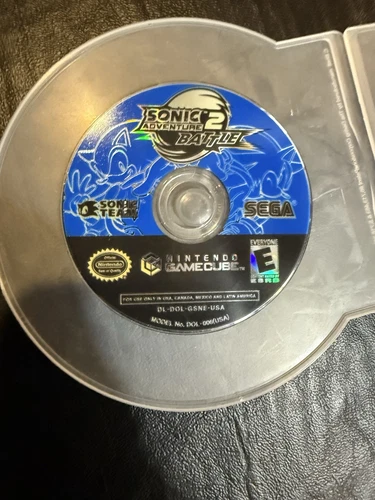 SONIC
ADVENTURE 2
BATTLE
SONIC
TEAM
SEGA
Official
Nintendo
Seal of Quality
NINTENDO
GAMECUBE™
EVERYONE
E
ESRB
FOR USE ONLY IN USA, CANADA, MEXICO AND LATIN AMERICA
DL-DOL-GSNE-USA
MODEL No. DOL-006(USA)